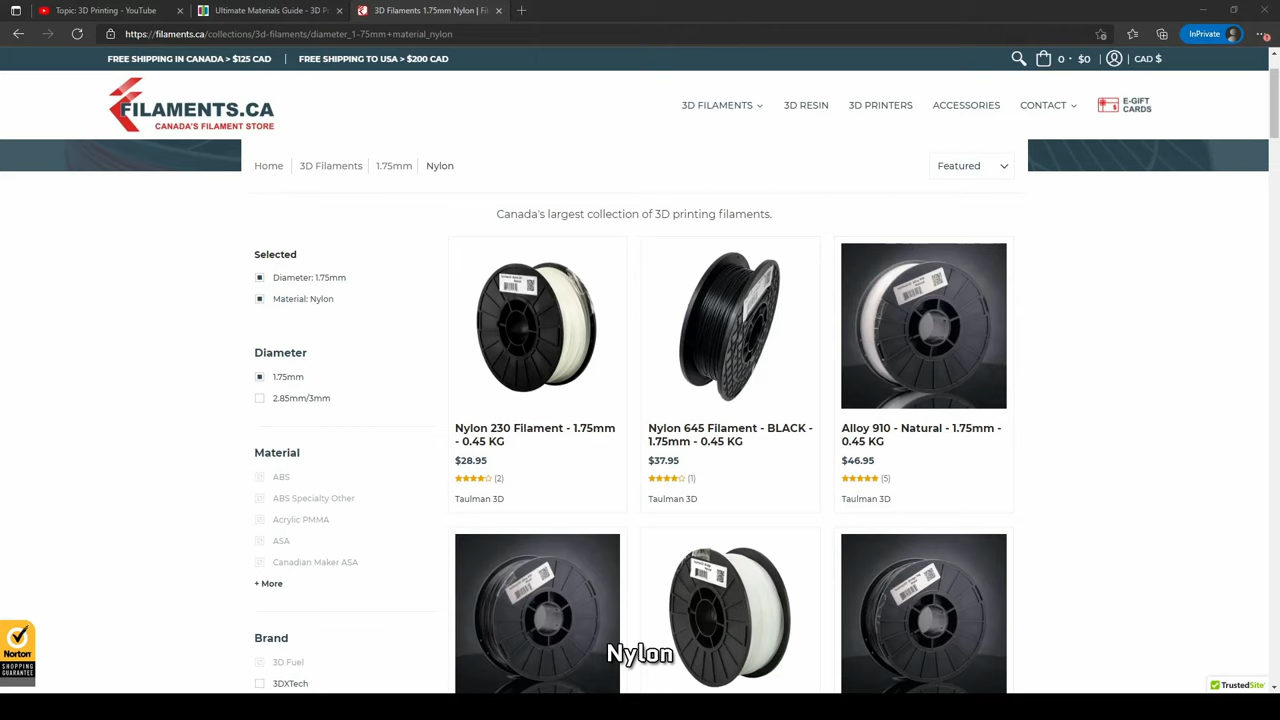 Topic: 3D Printing - YouTube
Ultimate Materials Guide - 3D P
3D Filaments 1.75mm Nylon | Fi
https://filaments.ca/collections/3d-filaments/diameter_1-75mm+material_nylon
InPrivate
FREE SHIPPING IN CANADA > $125 CAD
FREE SHIPPING TO USA > $200 CAD
0 · $0
CAD $
FILAMENTS.CA
CANADA'S FILAMENT STORE
3D FILAMENTS
3D RESIN
3D PRINTERS
ACCESSORIES
CONTACT
E-GIFT
CARDS
Home
3D Filaments
1.75mm
Nylon
Featured
Canada's largest collection of 3D printing filaments.
Selected
Diameter: 1.75mm
Material: Nylon
Diameter
1.75mm
2.85mm/3mm
Material
ABS
ABS Specialty Other
Acrylic PMMA
ASA
Canadian Maker ASA
+ More
Brand
3D Fuel
3DXTech
Nylon 230 Filament - 1.75mm
- 0.45 KG
$28.95
(2)
Taulman 3D
Nylon 645 Filament - BLACK -
1.75mm - 0.45 KG
$37.95
(1)
Taulman 3D
Alloy 910 - Natural - 1.75mm -
0.45 KG
$46.95
(5)
Taulman 3D
Nylon
Norton
SHOPPING
GUARANTEE
TrustedSite